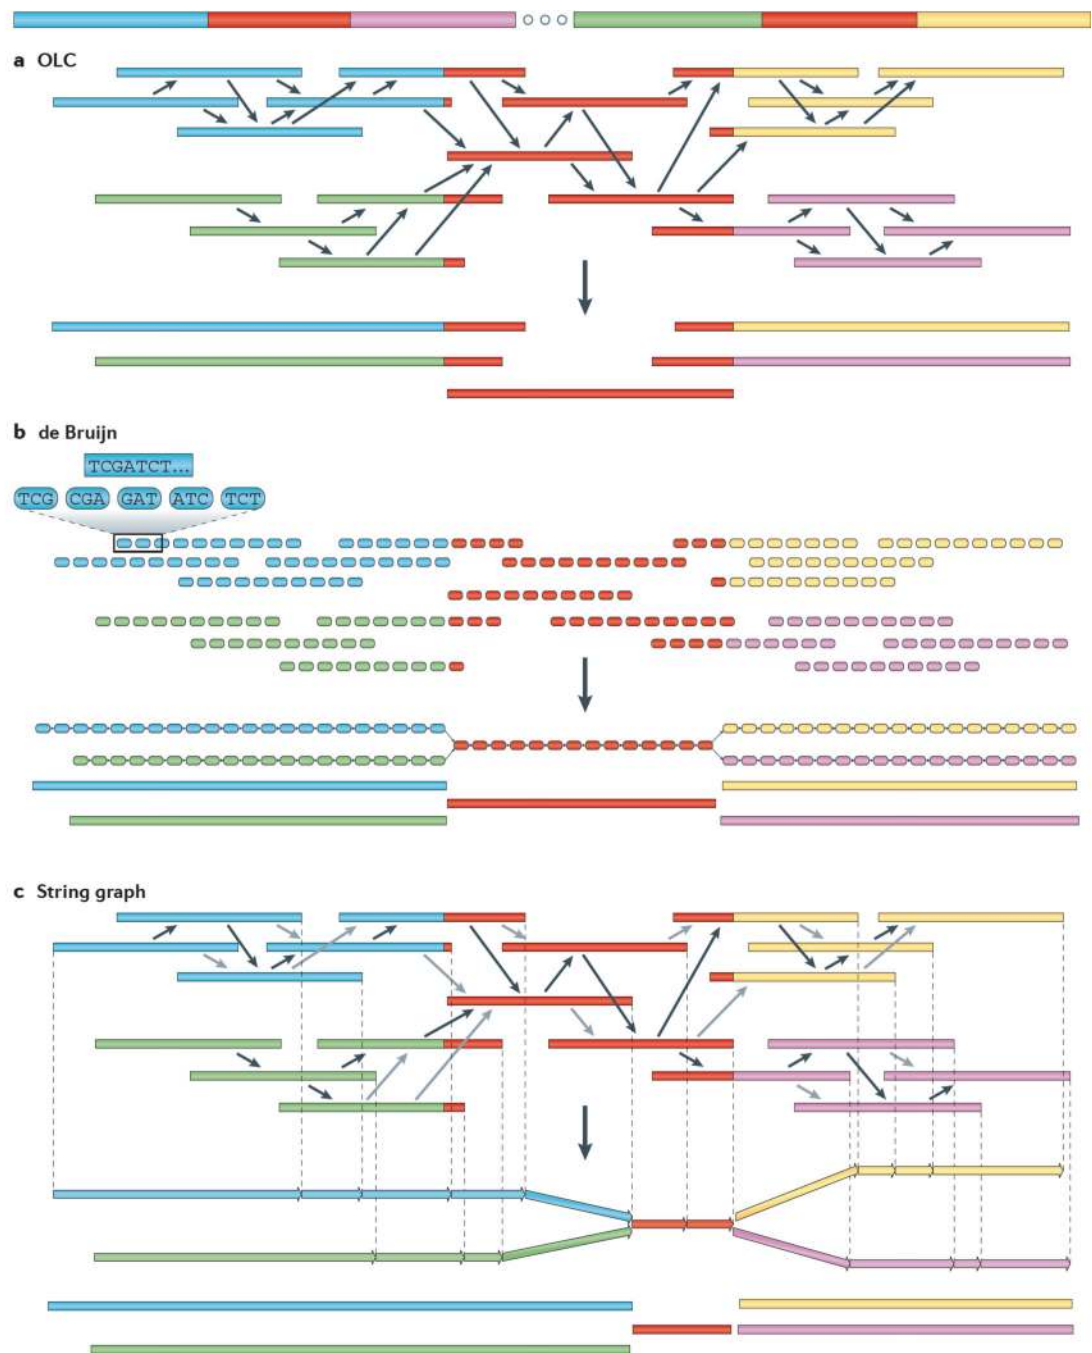 a OLC
b de Bruijn
TCGATCT...
TCG CGA GAT ATC TCT
c String graph